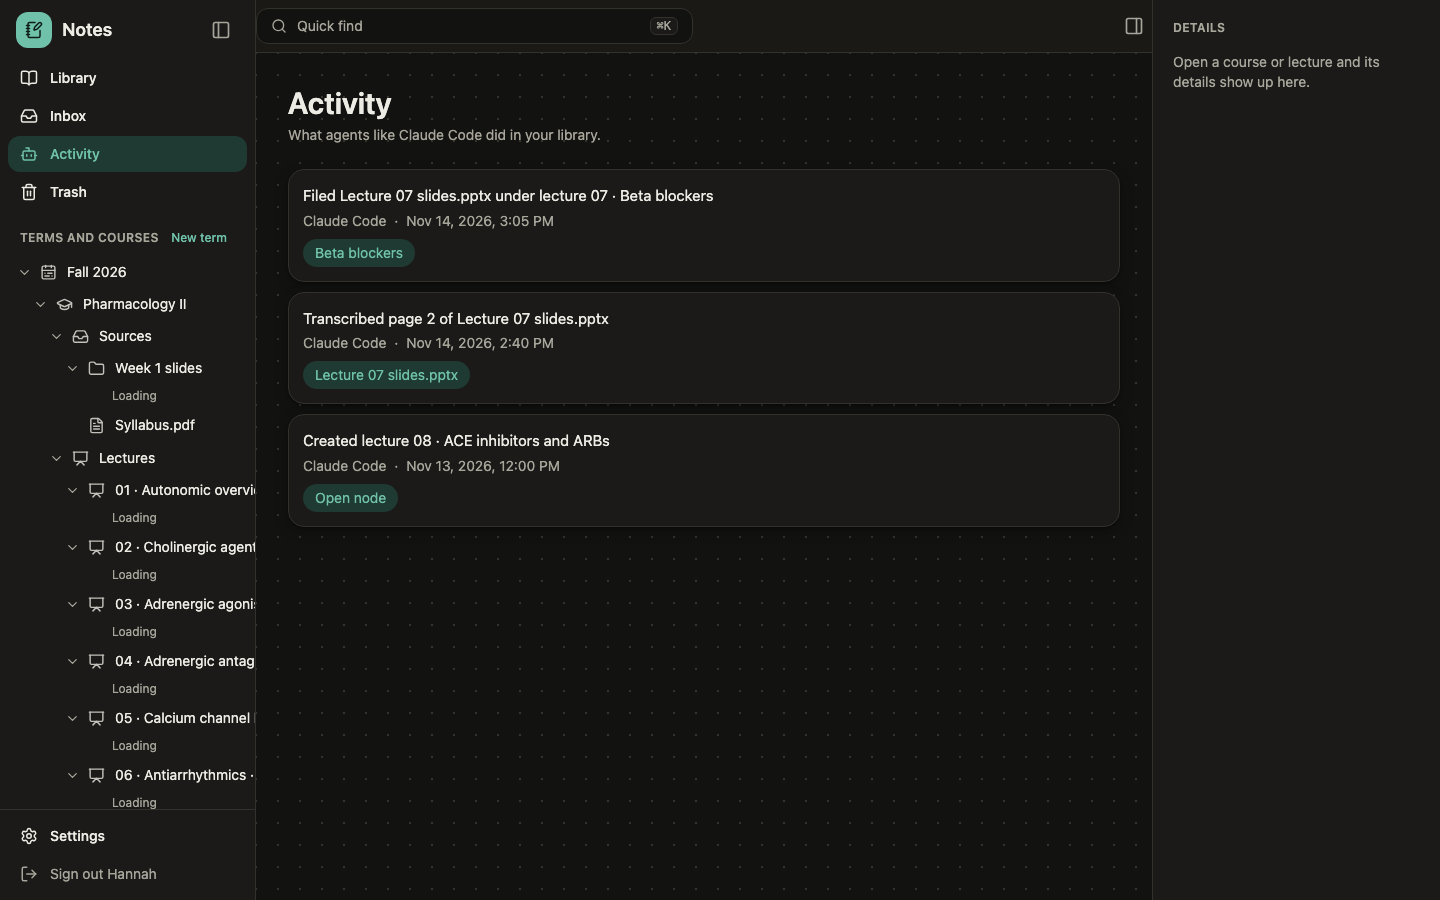 Notes
Library
Inbox
Activity
Trash
TERMS AND COURSES New term
Fall 2026
Pharmacology II
Sources
Week 1 slides
Loading
Syllabus.pdf
Lectures
01 · Autonomic
Loading
02 · Cholinergic
Loading
03 · Adrenergic
Loading
04 · Adrenergic
Loading
05 · Calcium channel
Loading
06 · Antiarrhythmics ·
Loading
Settings
Sign out Hannah
Quick find ⌘K
Activity
What agents like Claude Code did in your library.
Filed Lecture 07 slides.pptx under lecture 07 · Beta blockers
Claude Code · Nov 14, 2026, 3:05 PM
Beta blockers
Transcribed page 2 of Lecture 07 slides.pptx
Claude Code · Nov 14, 2026, 2:40 PM
Lecture 07 slides.pptx
Created lecture 08 · ACE inhibitors and ARBs
Claude Code · Nov 13, 2026, 12:00 PM
Open node
DETAILS
Open a course or lecture and its
details show up here.